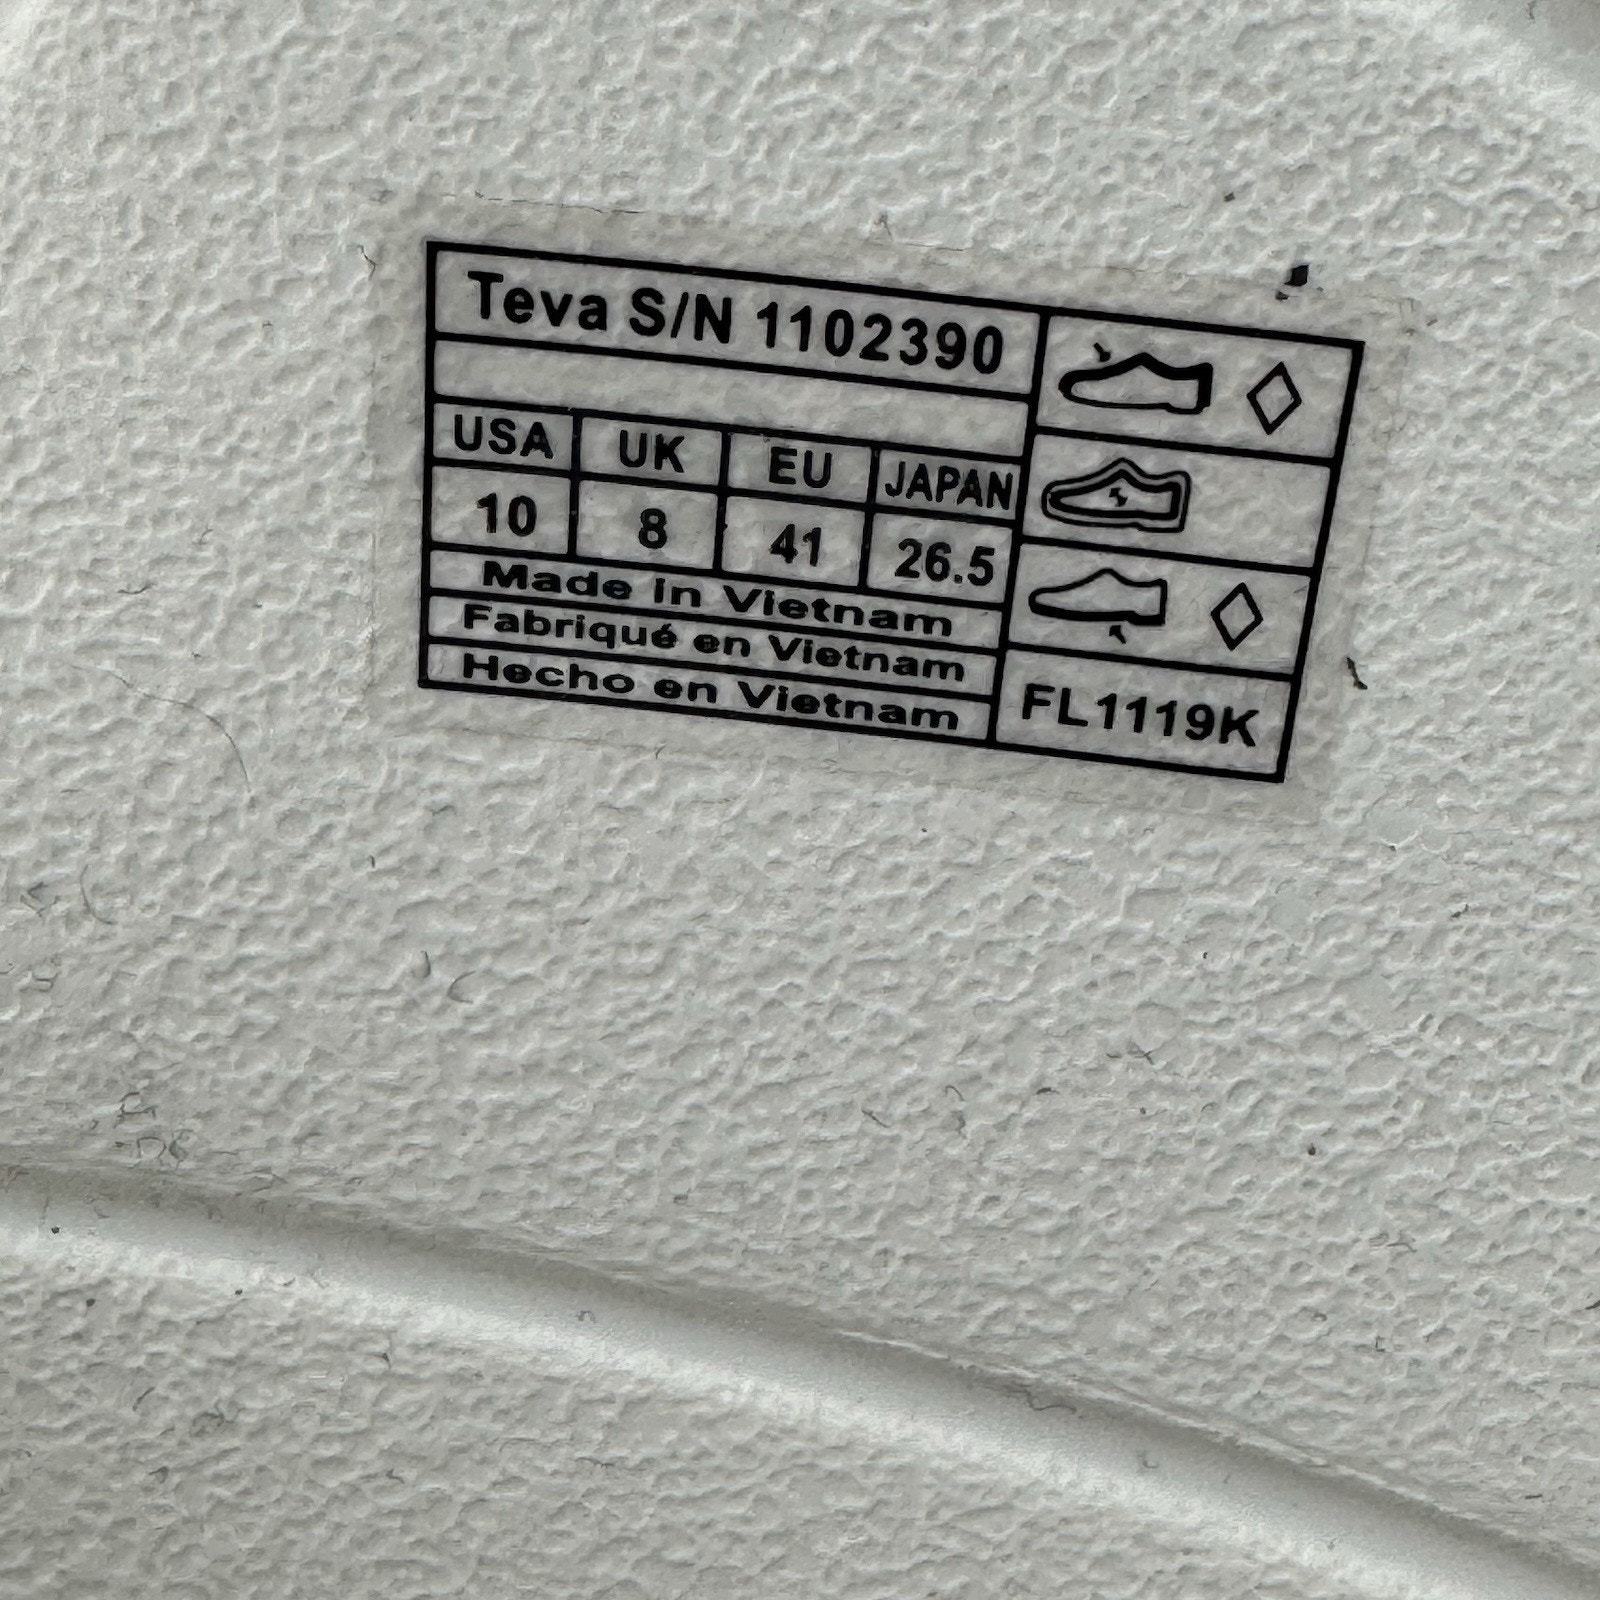 Teva S/N 1102390
USA UK EU JAPAN
10 8 41 26.5
Made in Vietnam
Fabriqué en Vietnam
Hecho en Vietnam
FL1119K